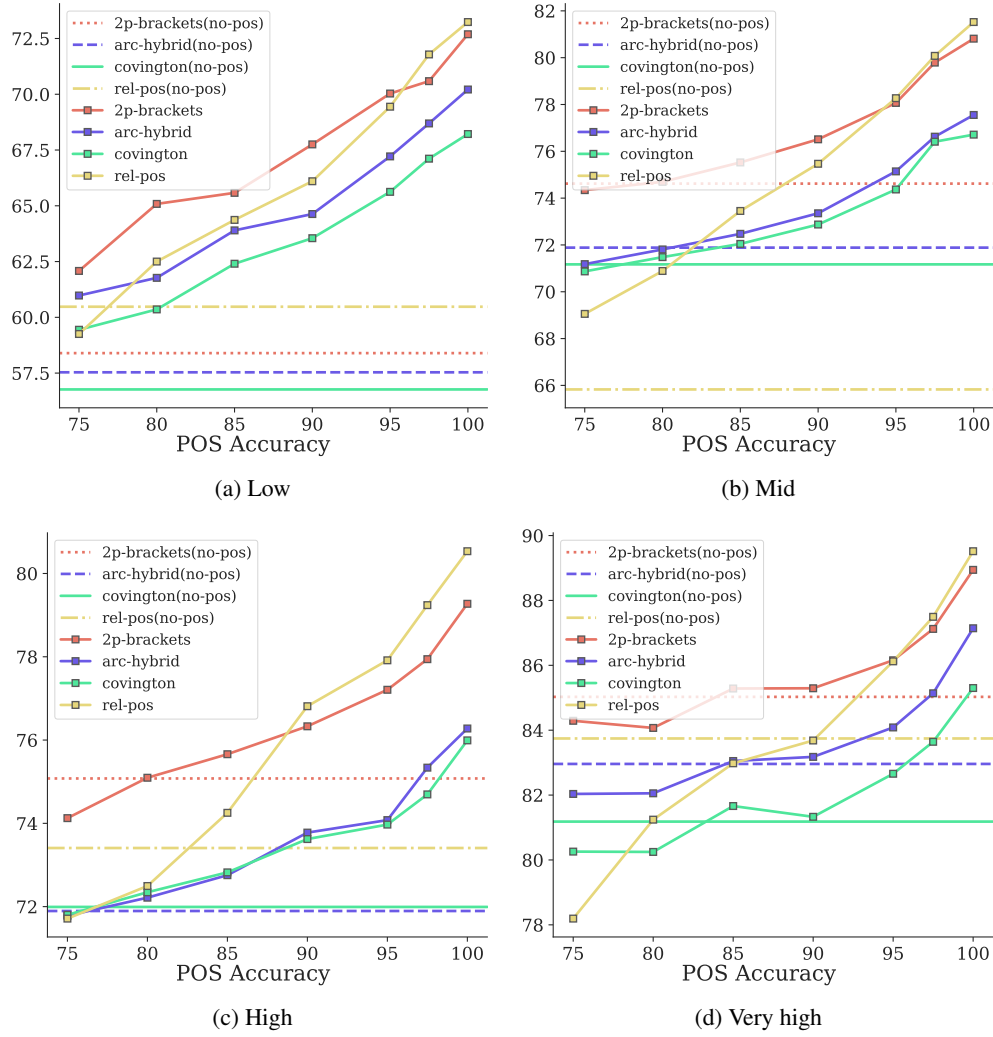 2p-brackets(no-pos)
arc-hybrid(no-pos)
covington(no-pos)
rel-pos(no-pos)
2p-brackets
arc-hybrid
covington
rel-pos
72.5
70.0
67.5
65.0
62.5
60.0
57.5
75 80 85 90 95 100
POS Accuracy
(a) Low
2p-brackets(no-pos)
arc-hybrid(no-pos)
covington(no-pos)
rel-pos(no-pos)
2p-brackets
arc-hybrid
covington
rel-pos
82
80
78
76
74
72
70
68
66
75 80 85 90 95 100
POS Accuracy
(b) Mid
2p-brackets(no-pos)
arc-hybrid(no-pos)
covington(no-pos)
rel-pos(no-pos)
2p-brackets
arc-hybrid
covington
rel-pos
80
78
76
74
72
75 80 85 90 95 100
POS Accuracy
(c) High
2p-brackets(no-pos)
arc-hybrid(no-pos)
covington(no-pos)
rel-pos(no-pos)
2p-brackets
arc-hybrid
covington
rel-pos
90
88
86
84
82
80
78
75 80 85 90 95 100
POS Accuracy
(d) Very high